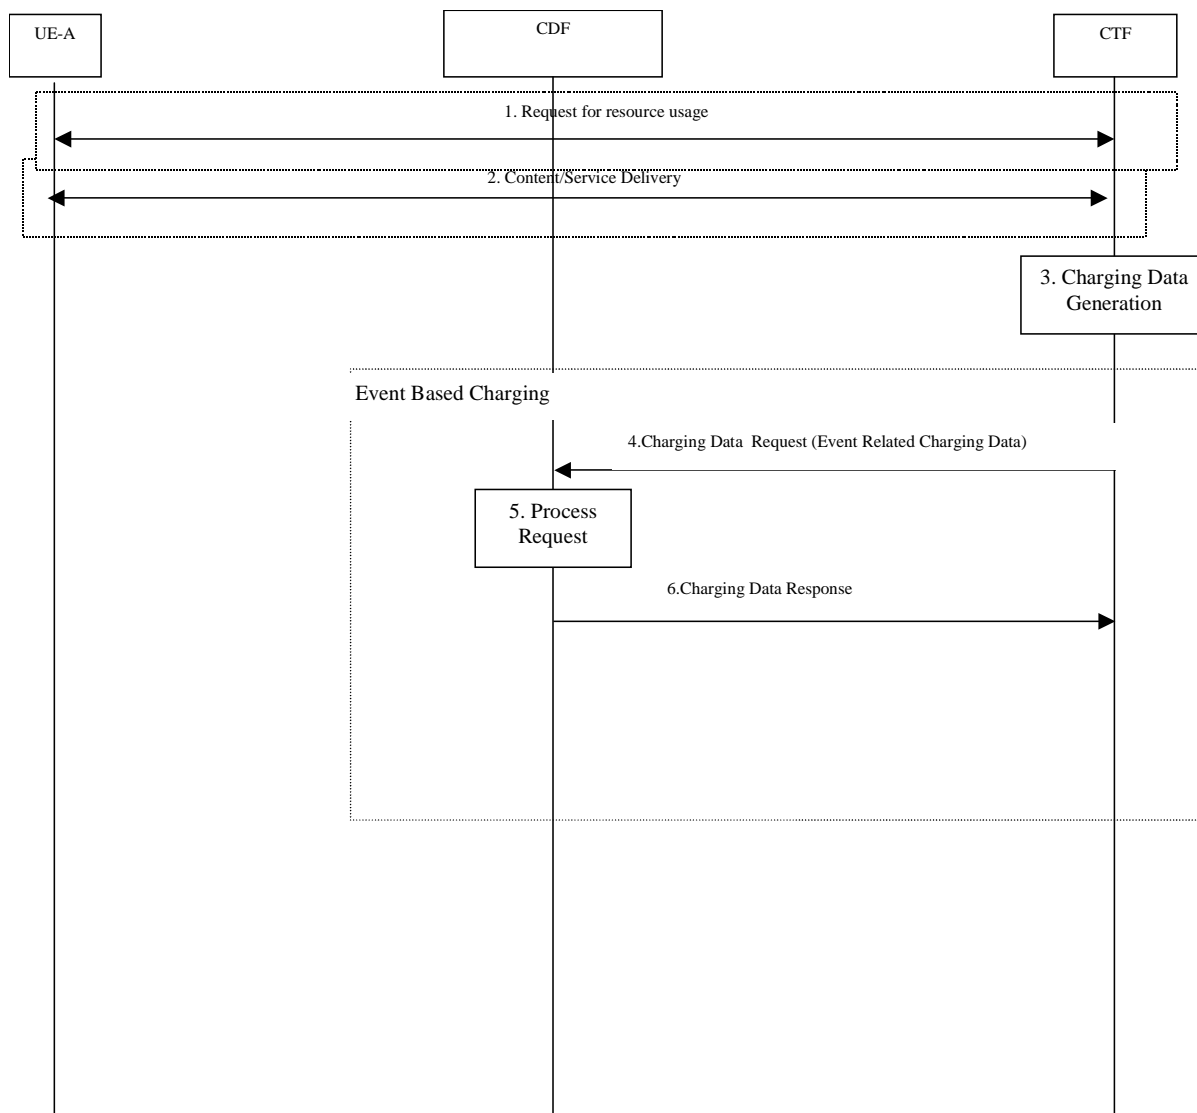 UE-A
CDF
CTF
1. Request for resource usage
2. Content/Service Delivery
3. Charging Data
Generation
Event Based Charging
4.Charging Data  Request (Event Related Charging Data)
5. Process
Request
6.Charging Data Response